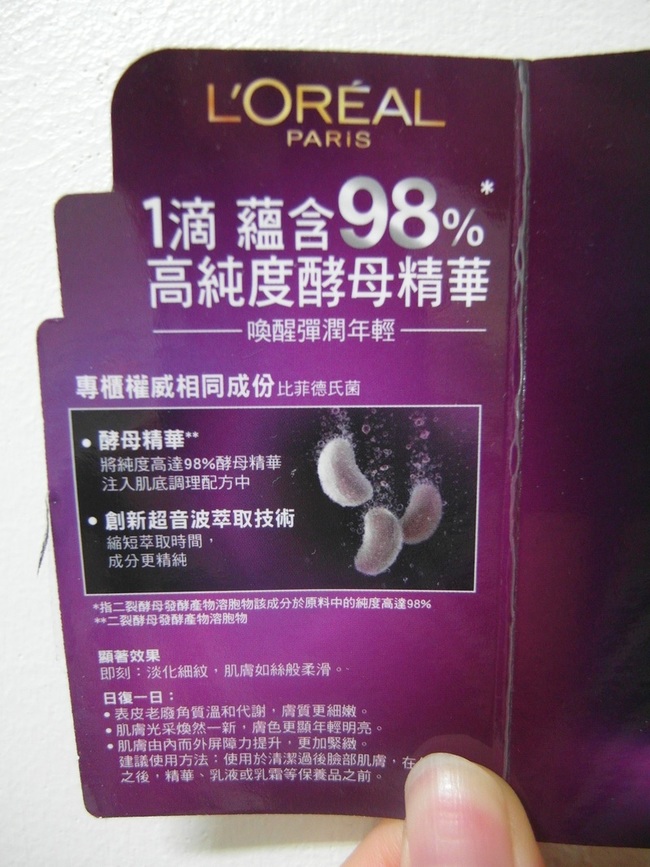 L'ORÉAL
PARIS
1滴 蘊含98%*
高純度酵母精華
喚醒彈潤年輕
專櫃權威相同成份比菲德氏菌
• 酵母精華**
將純度高達98%酵母精華
注入肌底調理配方中
• 創新超音波萃取技術
縮短萃取時間，
成分更精純
*指二裂酵母發酵產物溶胞物該成分於原料中的純度高達98%
**二裂酵母發酵產物溶胞物
顯著效果
即刻：淡化細紋，肌膚如絲般柔滑。
日復一日：
• 表皮老廢角質溫和代謝，膚質更細嫩。
• 肌膚光采煥然一新，膚色更顯年輕明亮。
• 肌膚由內而外屏障力提升，更加緊緻。
建議使用方法：使用於清潔過後臉部肌膚，在
之後，精華、乳液或乳霜等保養品之前。